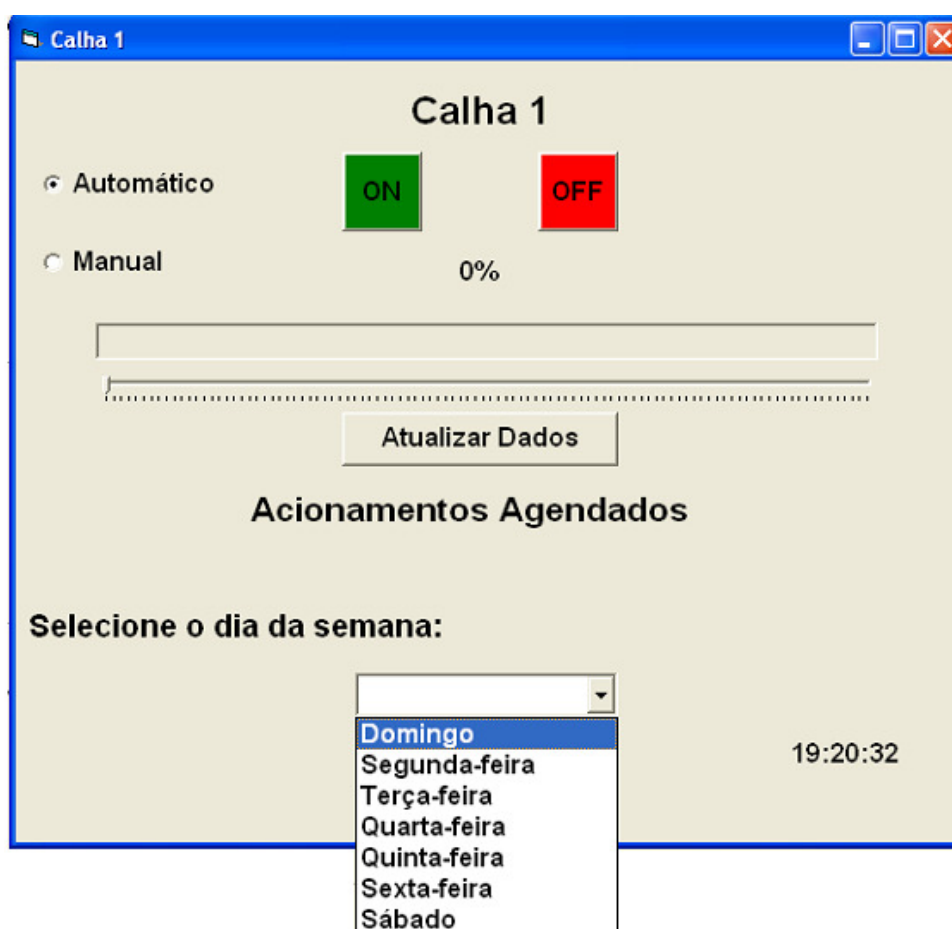 Calha 1
Calha 1
Automático
ON
OFF
Manual
0%
Atualizar Dados
Acionamentos Agendados
Selecione o dia da semana:
Domingo
Segunda-feira
19:20:32
Terça-feira
Quarta-feira
Quinta-feira
Sexta-feira
Sábado